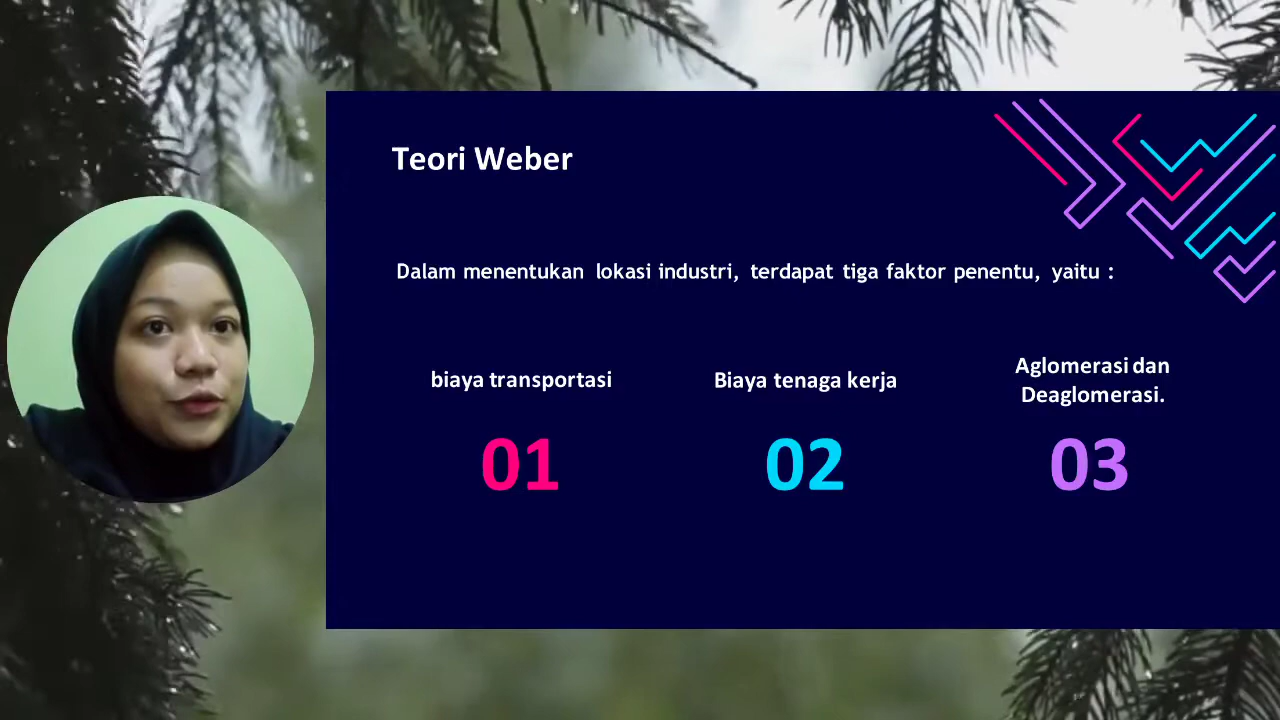 Teori Weber
Dalam menentukan lokasi industri, terdapat tiga faktor penentu, yaitu :
biaya transportasi
01
Biaya tenaga kerja
02
Aglomerasi dan
Deaglomerasi.
03